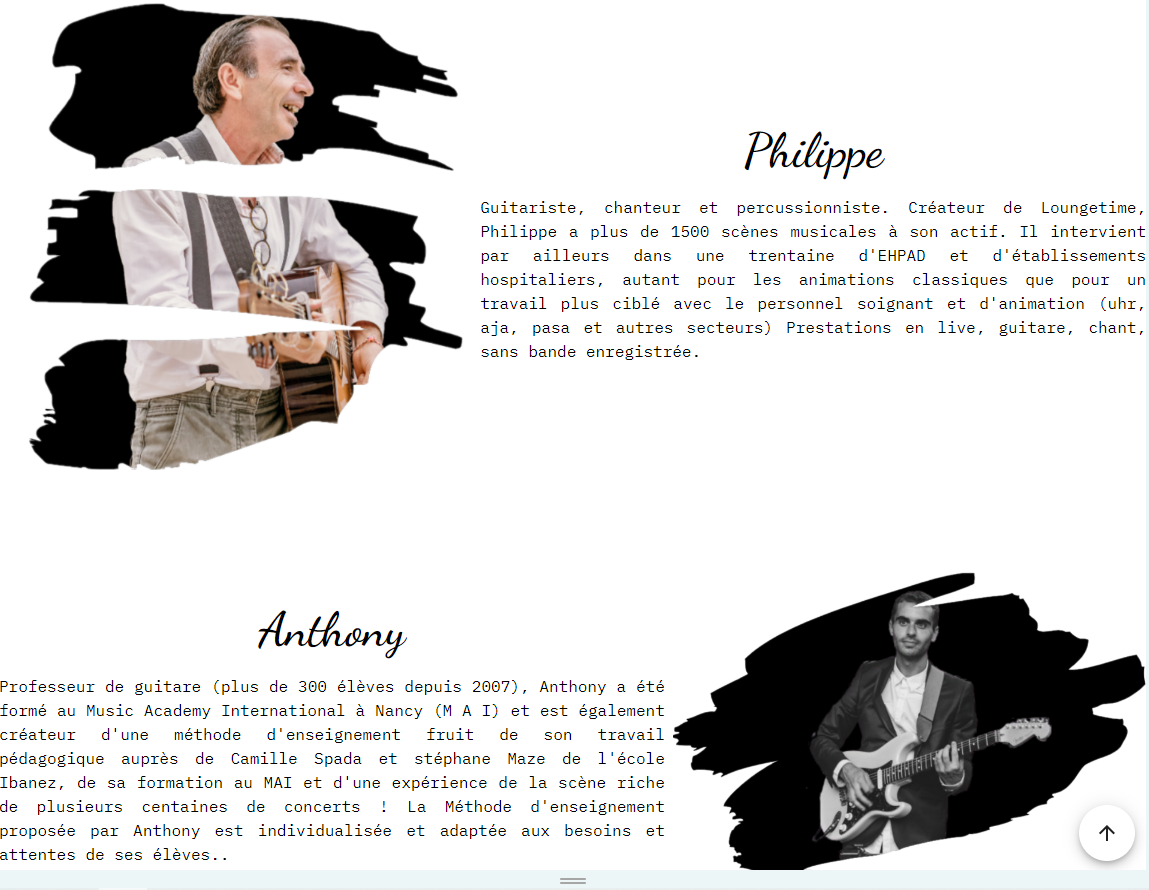 Philippe
Guitariste, chanteur et percussionniste. Créateur de Loungetime,
Philippe a plus de 1500 scènes musicales à son actif. Il intervient
par ailleurs dans une trentaine d'EHPAD et d'établissements
hospitaliers, autant pour les animations classiques que pour un
travail plus ciblé avec le personnel soignant et d'animation (uhr,
aja, pasa et autres secteurs) Prestations en live, guitare, chant,
sans bande enregistrée.
Anthony
Professeur de guitare (plus de 300 élèves depuis 2007), Anthony a été
formé au Music Academy International à Nancy (M A I) et est également
créateur d'une méthode d'enseignement fruit de son travail
pédagogique auprès de Camille Spada et stéphane Maze de l'école
Ibanez, de sa formation au MAI et d'une expérience de la scène riche
de plusieurs centaines de concerts ! La Méthode d'enseignement
proposée par Anthony est individualisée et adaptée aux besoins et
attentes de ses élèves..